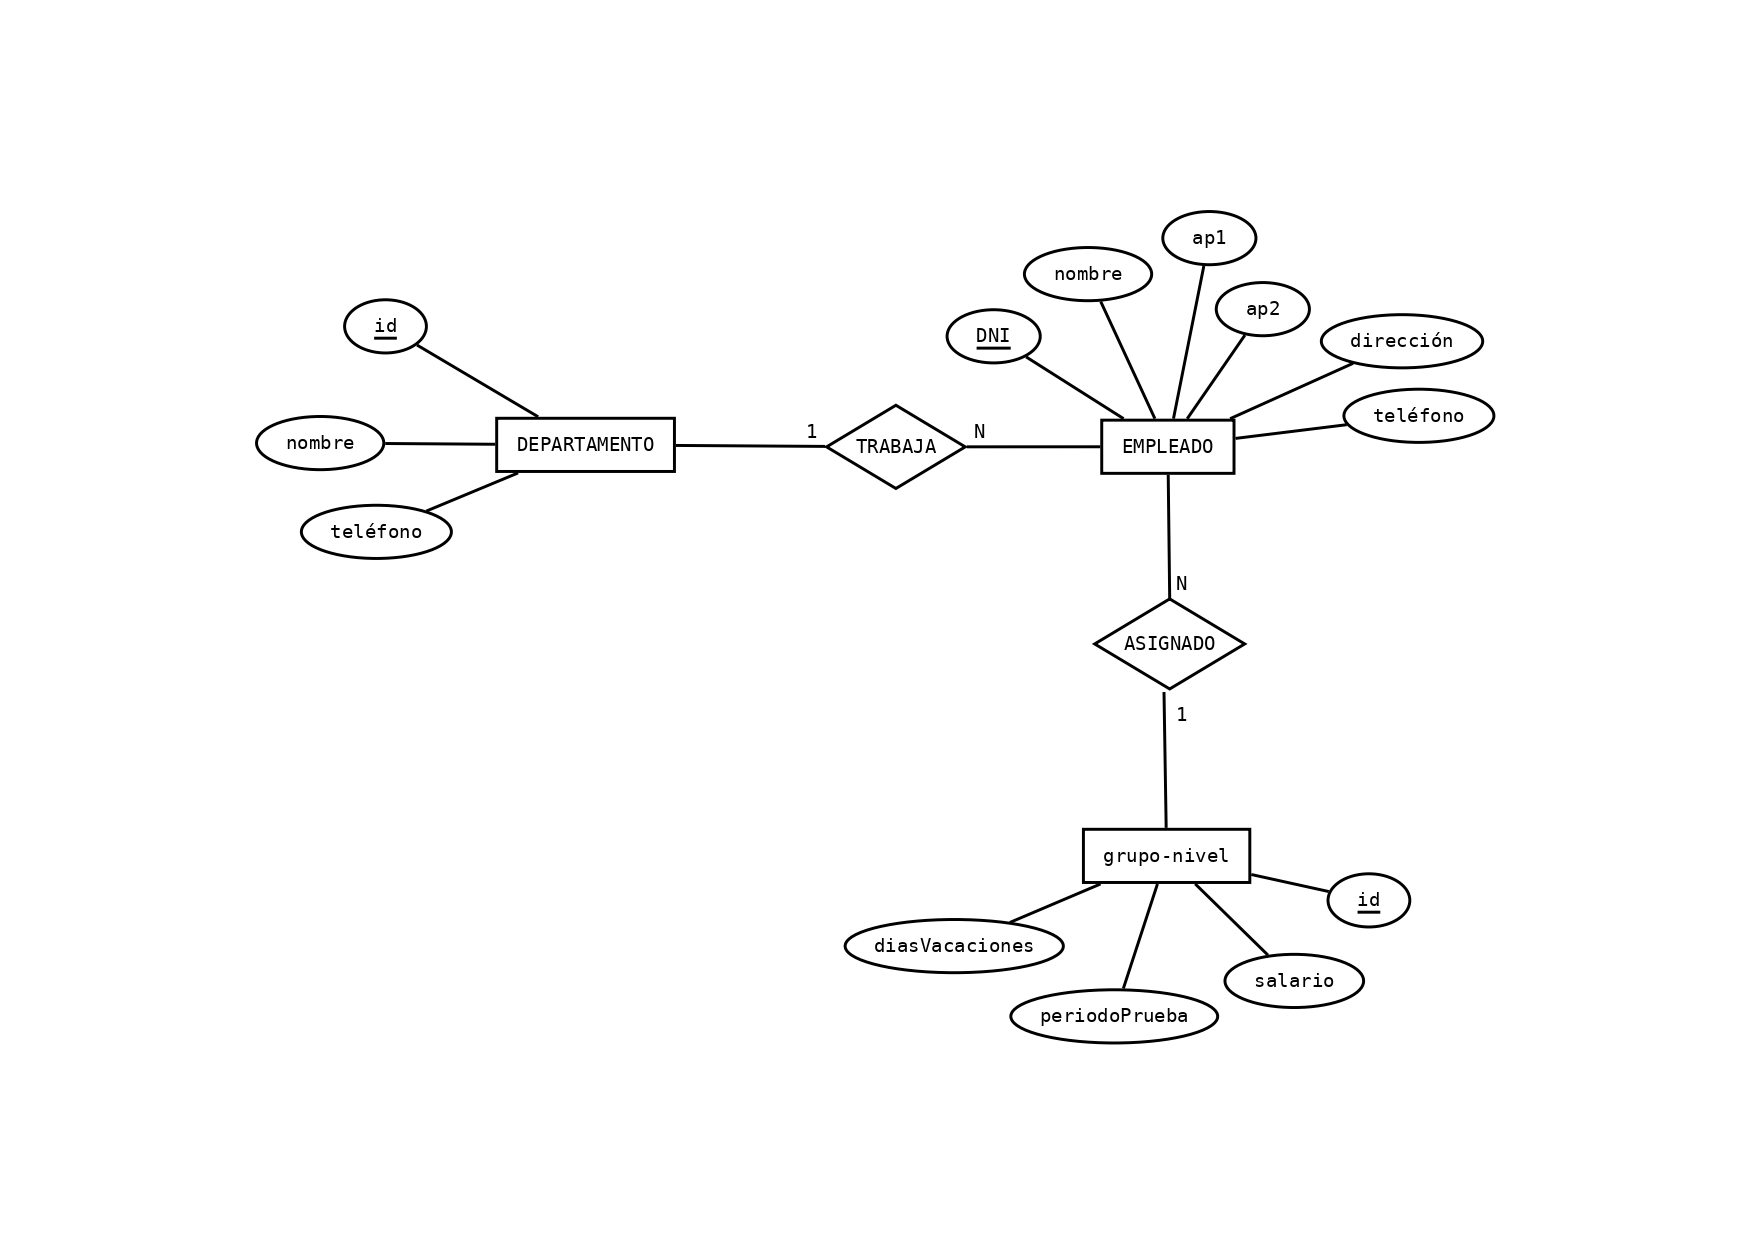 ap1
nombre
ap2
id
DNI
dirección
teléfono
nombre
DEPARTAMENTO
1
TRABAJA
N
EMPLEADO
teléfono
N
ASIGNADO
1
grupo-nivel
id
diasVacaciones
salario
periodoPrueba